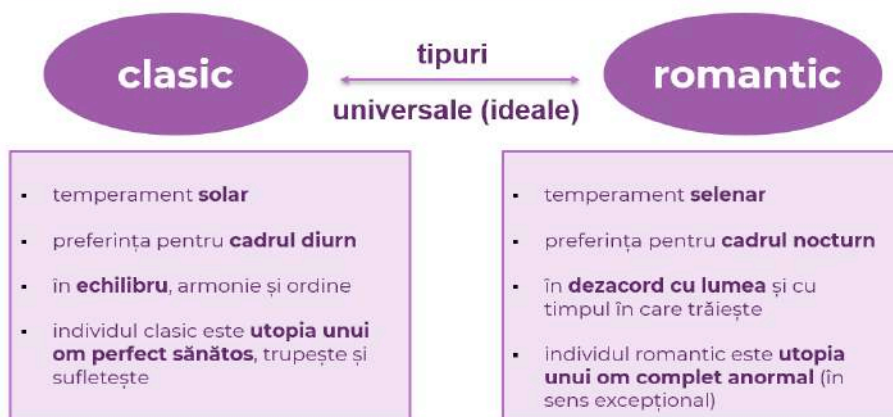 clasic
tipuri
universale (ideale)
romantic
▪ temperament solar
▪ preferința pentru cadrul diurn
▪ în echilibru, armonie și ordine
▪ individul clasic este utopia unui
om perfect sănătos, trupește și
sufletește
▪ temperament selenar
▪ preferința pentru cadrul nocturn
▪ în dezacord cu lumea și cu
timpul în care trăiește
▪ individul romantic este utopia
unui om complet anormal (în
sens excepțional)